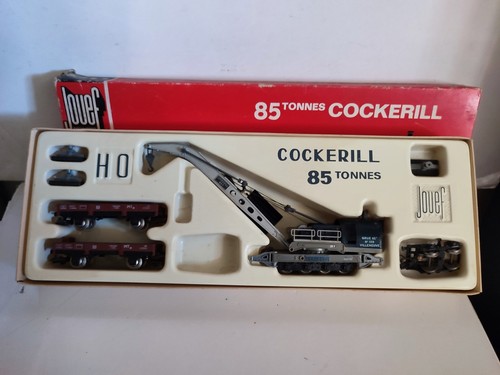 Jouef
85 TONNES COCKERILL
HO
COCKERILL
85 TONNES
Jouef